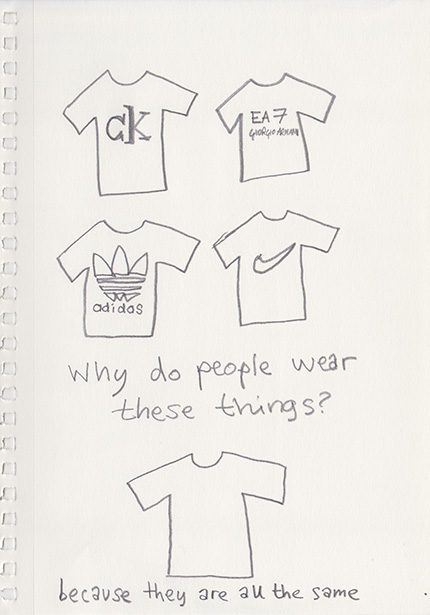 cK
EA7
GIORGIO ARMANI
adidas
Why do people wear
these things?
because they are all the same